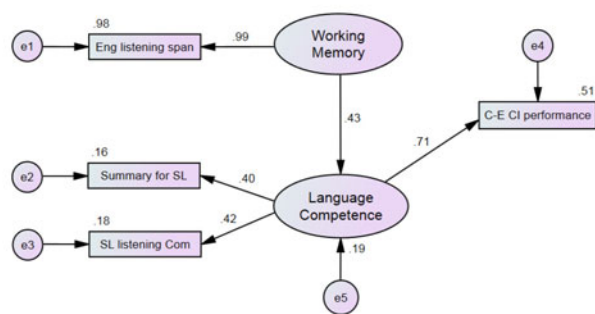 .98
e1
Eng listening span
.99
Working
Memory
e4
.51
C-E CI performance
.43
.71
.16
e2
Summary for SL
.40
Language
Competence
.18
e3
SL listening Com
.42
.19
e5